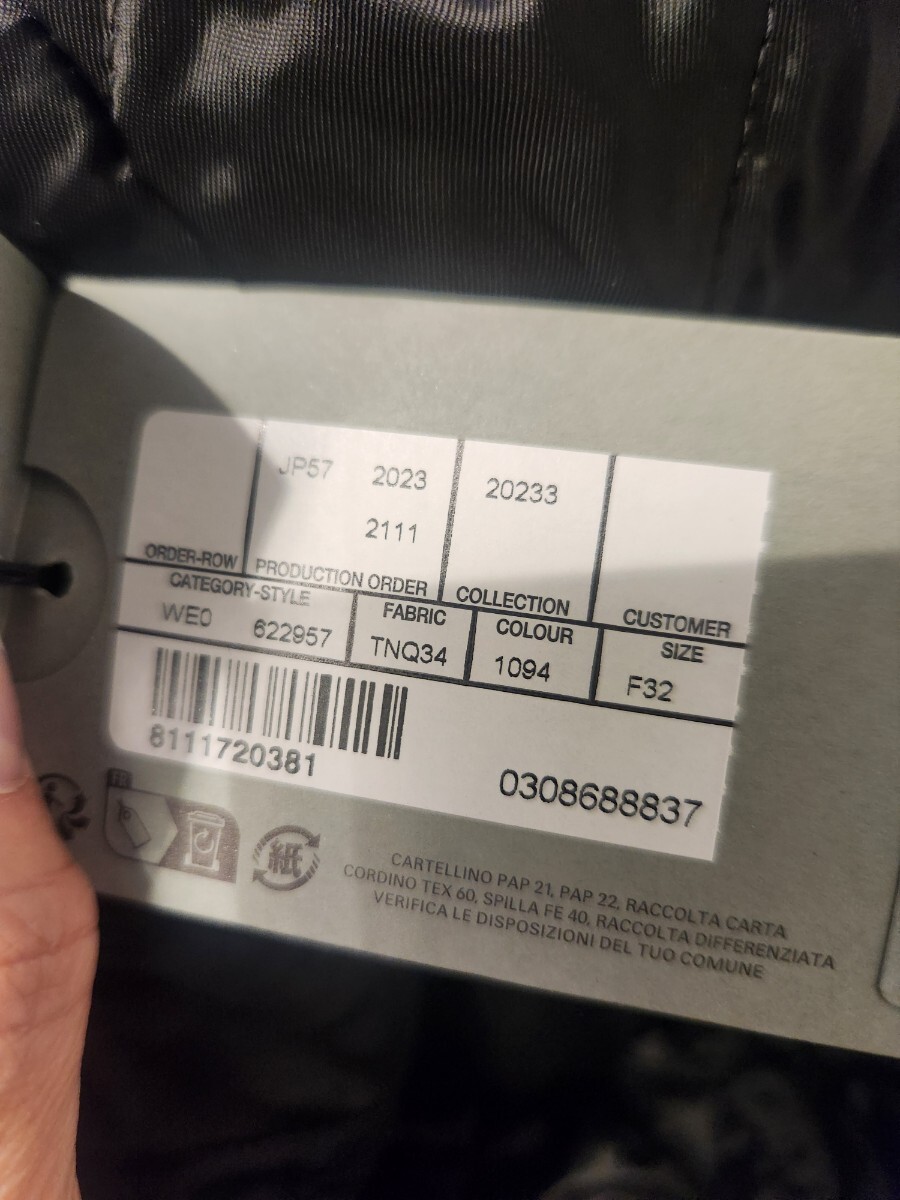 JP57 2023 20233
2111
ORDER-ROW PRODUCTION ORDER COLLECTION CUSTOMER
CATEGORY-STYLE FABRIC COLOUR SIZE
WE0 622957 TNQ34 1094 F32
8111720381
0308688837
FR
紙
CARTELLINO PAP 21, PAP 22, RACCOLTA CARTA
CORDINO TEX 60, SPILLA FE 40, RACCOLTA DIFFERENZIATA
VERIFICA LE DISPOSIZIONI DEL TUO COMUNE